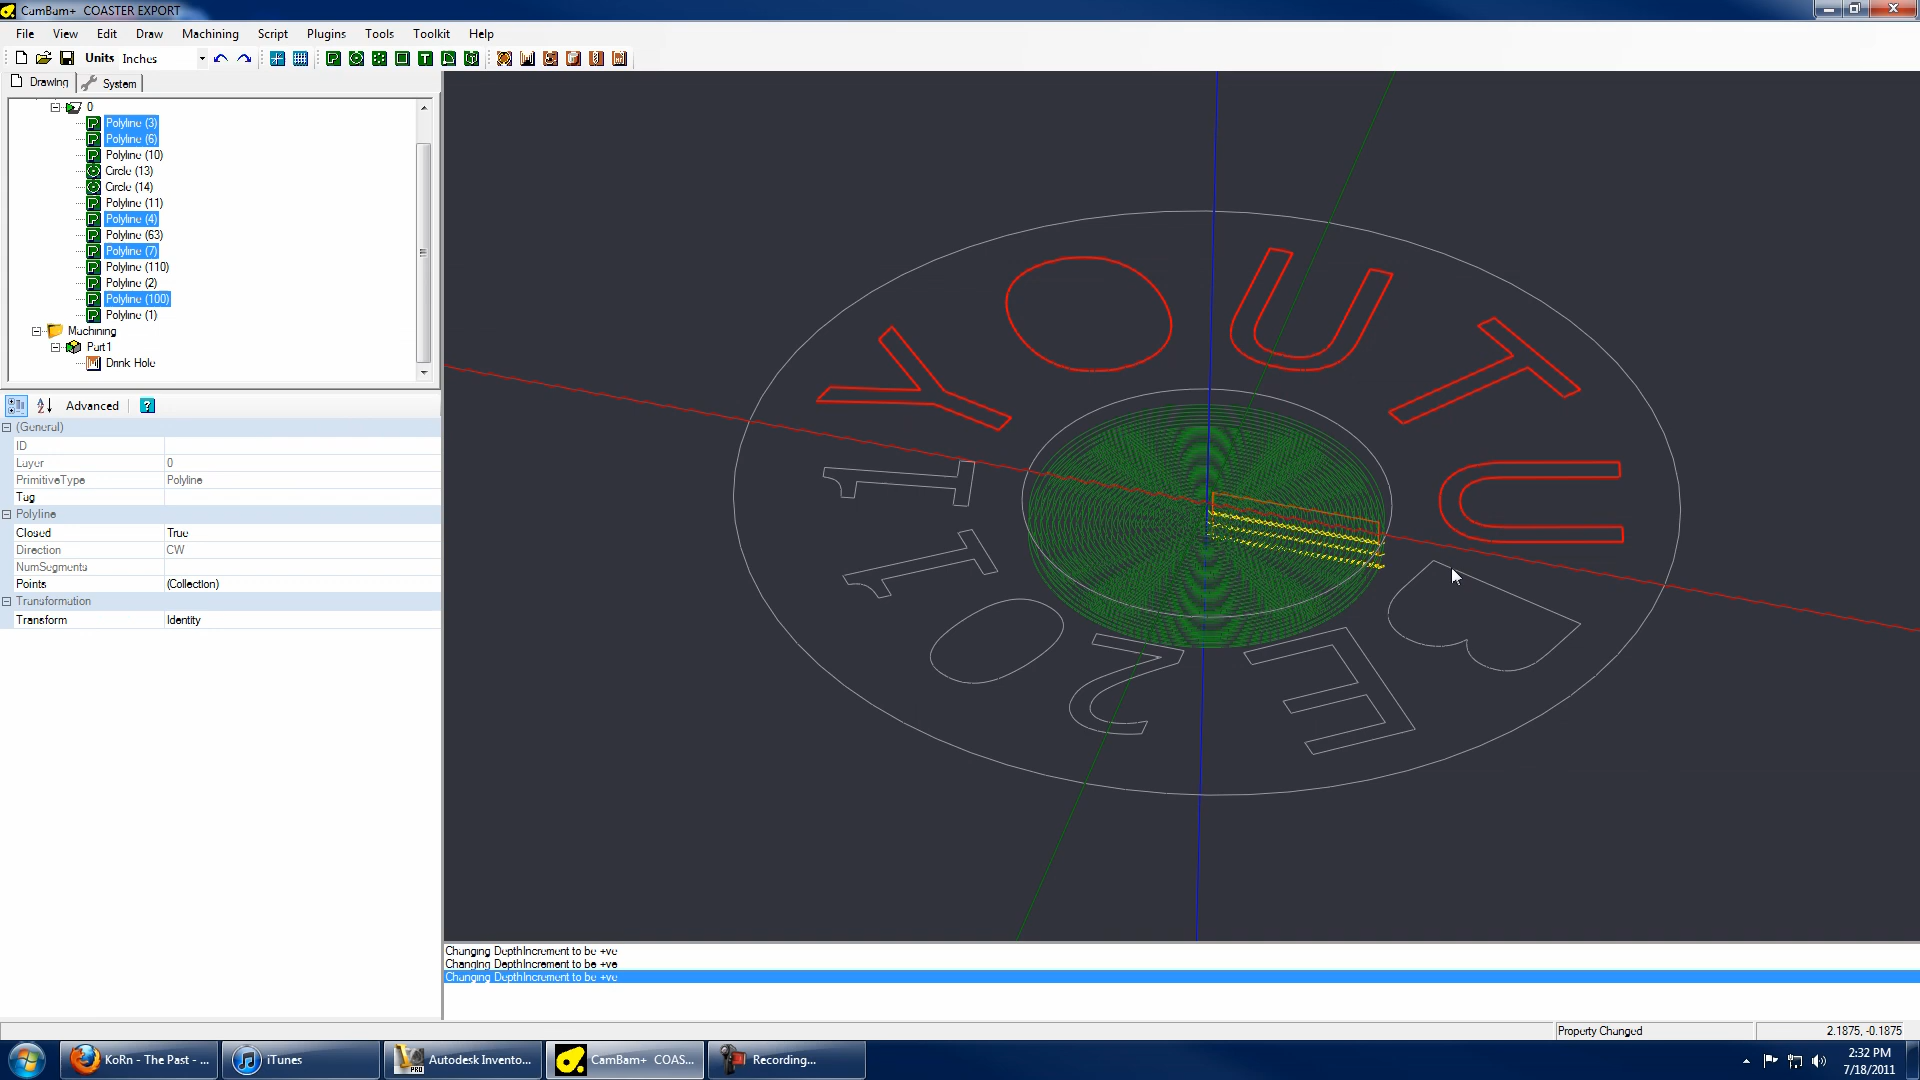 CamBam+ COASTER EXPORT
File View Edit Draw Machining Script Plugins Tools Toolkit Help
Units Inches
Drawing System
0
Polyline (3)
Polyline (6)
Polyline (10)
Circle (13)
Circle (14)
Polyline (11)
Polyline (4)
Polyline (63)
Polyline (7)
Polyline (110)
Polyline (2)
Polyline (100)
Polyline (1)
Machining
Part1
Drink Hole
Advanced
(General)
ID
Layer 0
PrimitiveType Polyline
Tag
Polyline
Closed True
Direction CW
NumSegments
Points (Collection)
Transformation
Transform Identity
YOUTUBE
2011
Changing DepthIncrement to be +ve
Changing DepthIncrement to be +ve
Changing DepthIncrement to be +ve
Property Changed 2.1875, -0.1875
KoRn - The Past - ... iTunes Autodesk Invento... CamBam+ COAS... Recording...
2:32 PM
7/18/2011